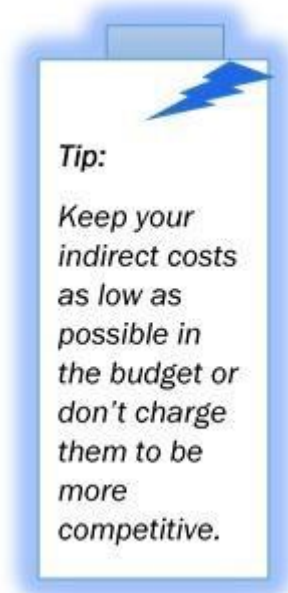 Tip:
Keep your
indirect costs
as low as
possible in
the budget or
don't charge
them to be
more
competitive.